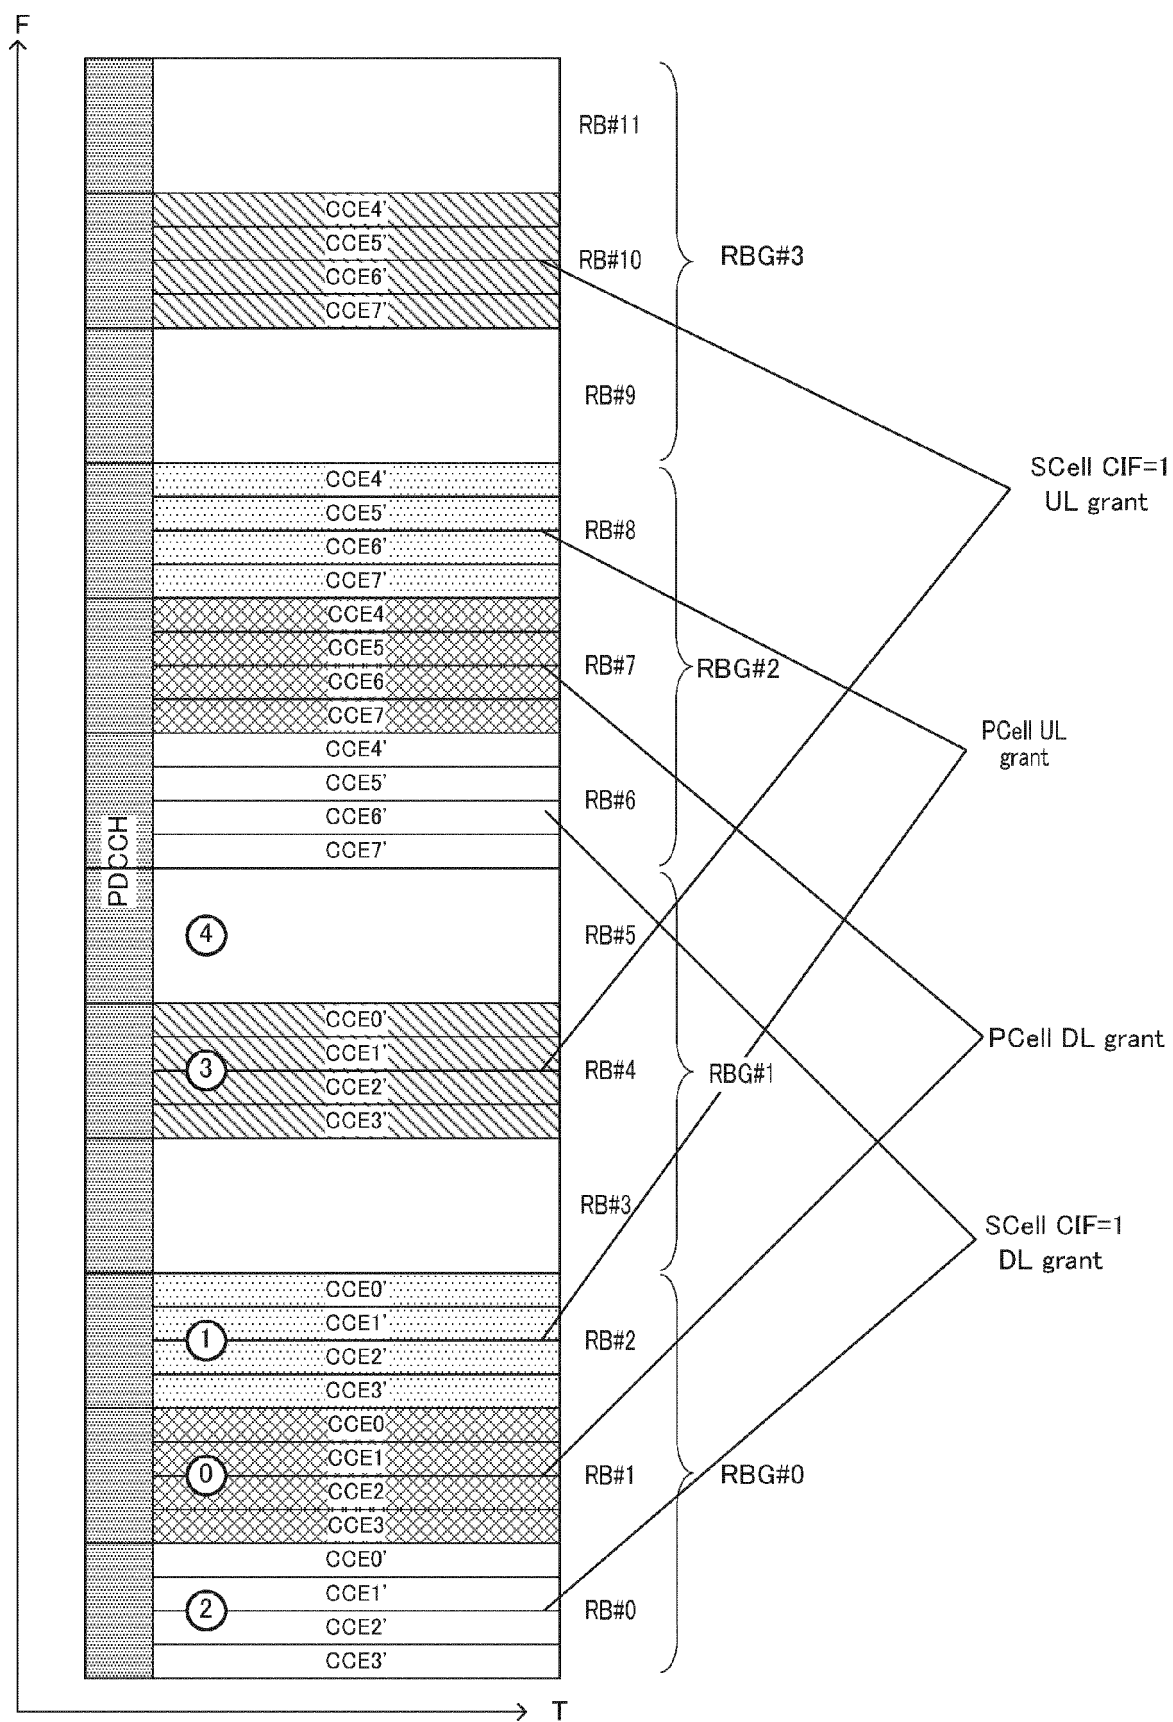 F
RB#11
CCE4'
CCE5'
CCE6'
CCE7'
RB#10
RBG#3
RB#9
SCell CIF=1
UL grant
CCE4'
CCE5'
CCE6'
CCE7'
RB#8
CCE4
CCE5
CCE6
CCE7
RB#7
RBG#2
PCell UL
grant
CCE4'
CCE5'
CCE6'
CCE7'
RB#6
PDCCH
4
RB#5
CCE0'
CCE1'
3
CCE2'
CCE3'
RB#4
RBG#1
PCell DL grant
RB#3
SCell CIF=1
DL grant
CCE0'
CCE1'
1
CCE2'
CCE3'
RB#2
CCE0
CCE1
0
CCE2
CCE3
RB#1
RBG#0
CCE0'
CCE1'
2
CCE2'
CCE3'
RB#0
T